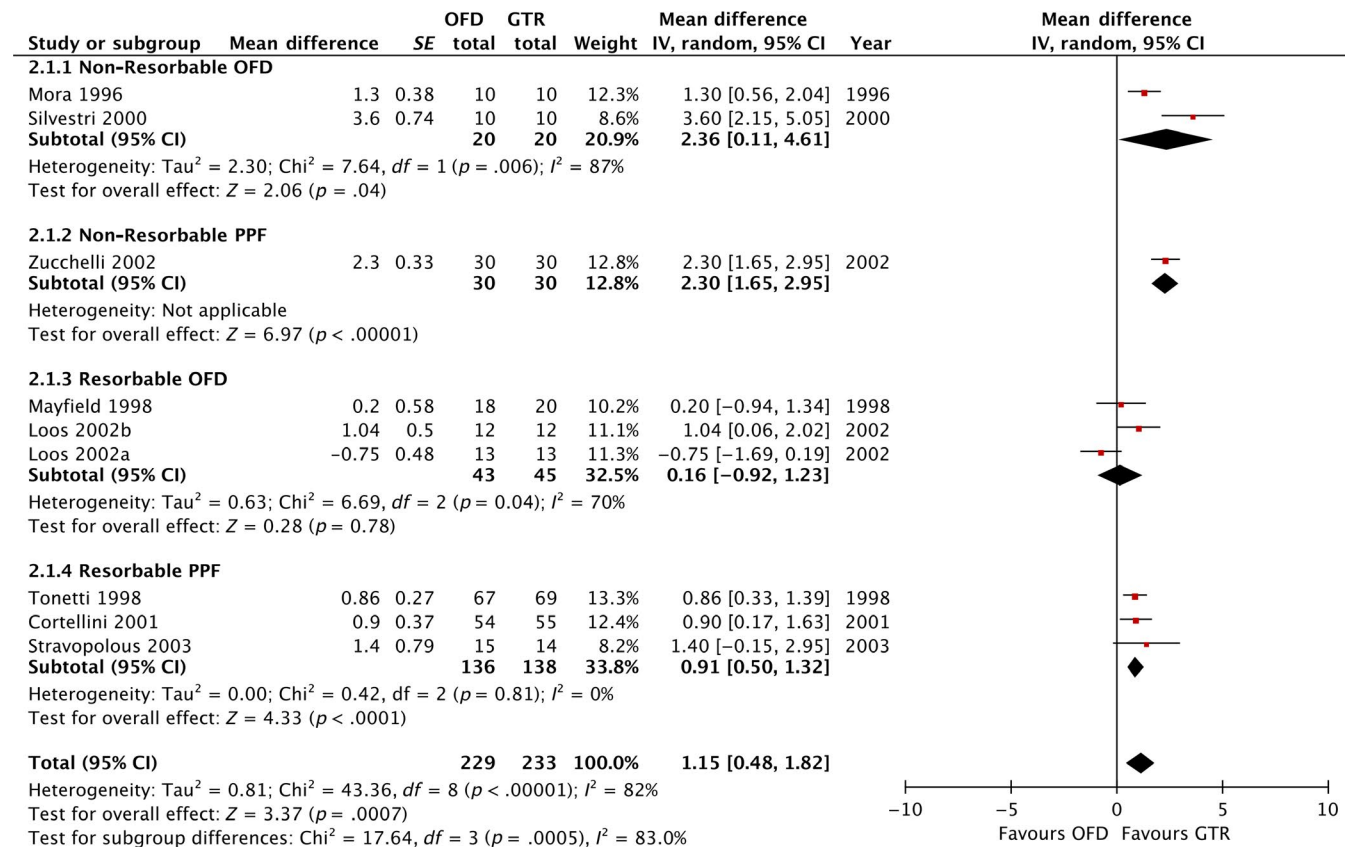 OFD GTR Mean difference Mean difference
Study or subgroup Mean difference SE total total Weight IV, random, 95% CI Year IV, random, 95% CI
2.1.1 Non-Resorbable OFD
Mora 1996 1.3 0.38 10 10 12.3% 1.30 [0.56, 2.04] 1996
Silvestri 2000 3.6 0.74 10 10 8.6% 3.60 [2.15, 5.05] 2000
Subtotal (95% CI) 20 20 20.9% 2.36 [0.11, 4.61]
Heterogeneity: Tau² = 2.30; Chi² = 7.64, df = 1 (p = .006); I² = 87%
Test for overall effect: Z = 2.06 (p = .04)
2.1.2 Non-Resorbable PPF
Zucchelli 2002 2.3 0.33 30 30 12.8% 2.30 [1.65, 2.95] 2002
Subtotal (95% CI) 30 30 12.8% 2.30 [1.65, 2.95]
Heterogeneity: Not applicable
Test for overall effect: Z = 6.97 (p < .00001)
2.1.3 Resorbable OFD
Mayfield 1998 0.2 0.58 18 20 10.2% 0.20 [−0.94, 1.34] 1998
Loos 2002b 1.04 0.5 12 12 11.1% 1.04 [0.06, 2.02] 2002
Loos 2002a −0.75 0.48 13 13 11.3% −0.75 [−1.69, 0.19] 2002
Subtotal (95% CI) 43 45 32.5% 0.16 [−0.92, 1.23]
Heterogeneity: Tau² = 0.63; Chi² = 6.69, df = 2 (p = 0.04); I² = 70%
Test for overall effect: Z = 0.28 (p = 0.78)
2.1.4 Resorbable PPF
Tonetti 1998 0.86 0.27 67 69 13.3% 0.86 [0.33, 1.39] 1998
Cortellini 2001 0.9 0.37 54 55 12.4% 0.90 [0.17, 1.63] 2001
Stravopolous 2003 1.4 0.79 15 14 8.2% 1.40 [−0.15, 2.95] 2003
Subtotal (95% CI) 136 138 33.8% 0.91 [0.50, 1.32]
Heterogeneity: Tau² = 0.00; Chi² = 0.42, df = 2 (p = 0.81); I² = 0%
Test for overall effect: Z = 4.33 (p < .0001)
Total (95% CI) 229 233 100.0% 1.15 [0.48, 1.82]
Heterogeneity: Tau² = 0.81; Chi² = 43.36, df = 8 (p < .00001); I² = 82%
Test for overall effect: Z = 3.37 (p = .0007)
Test for subgroup differences: Chi² = 17.64, df = 3 (p = .0005), I² = 83.0%
−10 −5 0 5 10
Favours OFD Favours GTR